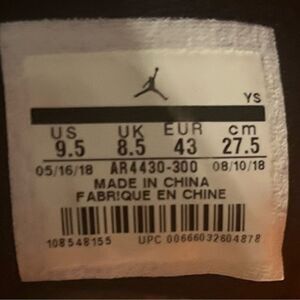 YS
US UK EUR cm
9.5 8.5 43 27.5
05/16/18 AR4430-300 08/10/18
MADE IN CHINA
FABRIQUE EN CHINE
108548155 UPC 00666032604878